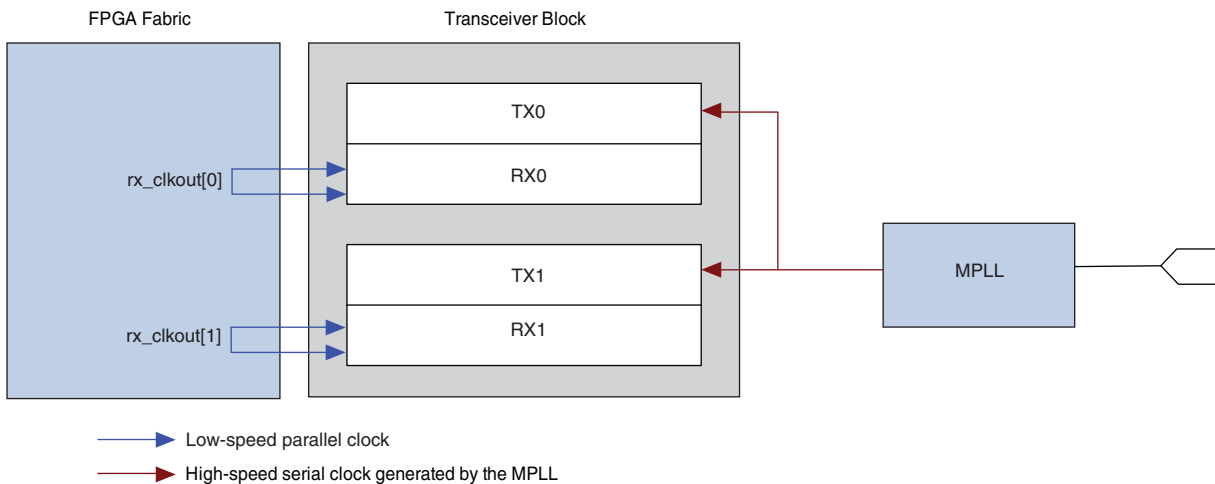 FPGA Fabric
Transceiver Block
TX0
RX0
rx_clkout[0]
TX1
MPLL
RX1
rx_clkout[1]
Low-speed parallel clock
High-speed serial clock generated by the MPLL